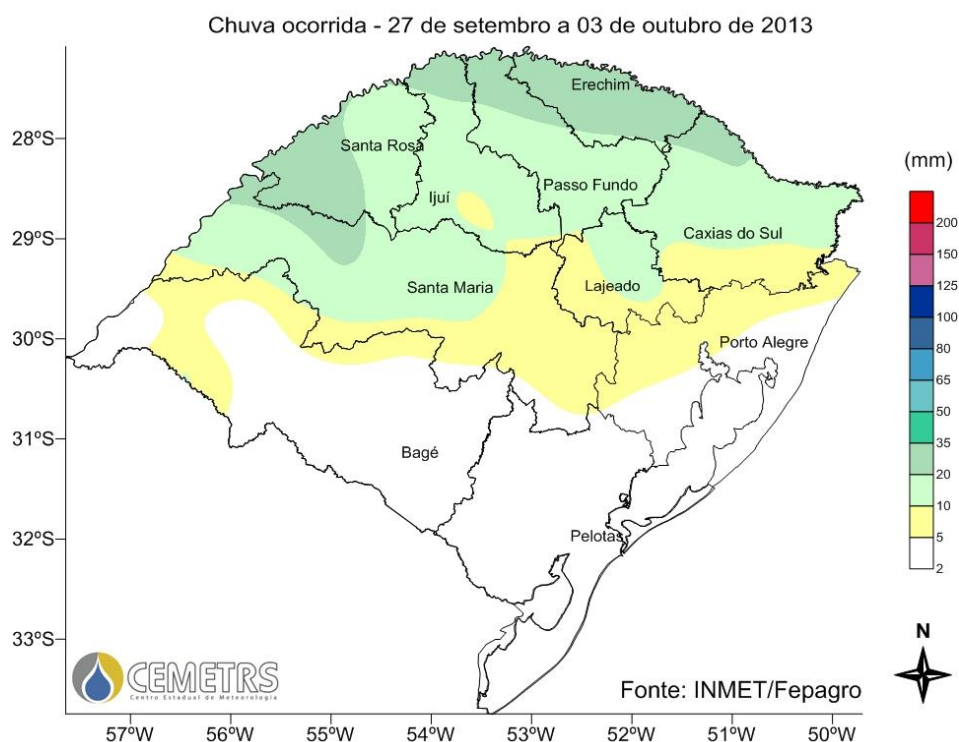 Chuva ocorrida - 27 de setembro a 03 de outubro de 2013
Erechim
28ºS
Santa Rosa
(mm)
Ijuí
Passo Fundo
200
29ºS
Caxias do Sul
150
Santa Maria
Lajeado
125
100
30ºS
Porto Alegre
80
65
50
31ºS
Bagé
35
20
10
32ºS
Pelotas
5
2
33ºS
N
CEMETRS
Centro Estadual de Meteorologia
Fonte: INMET/Fepagro
57ºW 56ºW 55ºW 54ºW 53ºW 52ºW 51ºW 50ºW